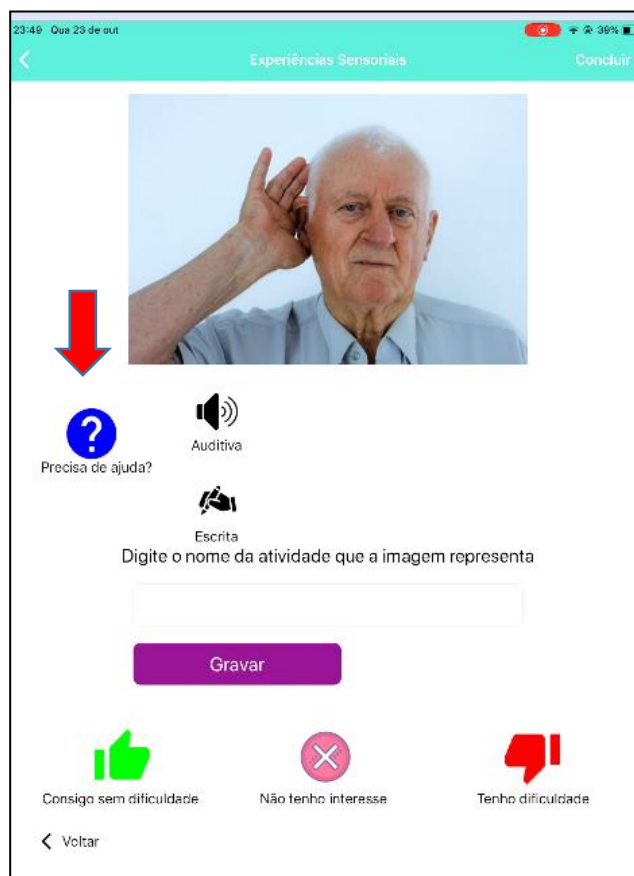 23:49 Qua 23 de out 39%
Experiências Sensoriais Concluir
Auditiva
Precisa de ajuda?
Escrita
Digite o nome da atividade que a imagem representa
Gravar
Consigo sem dificuldade Não tenho interesse Tenho dificuldade
Voltar